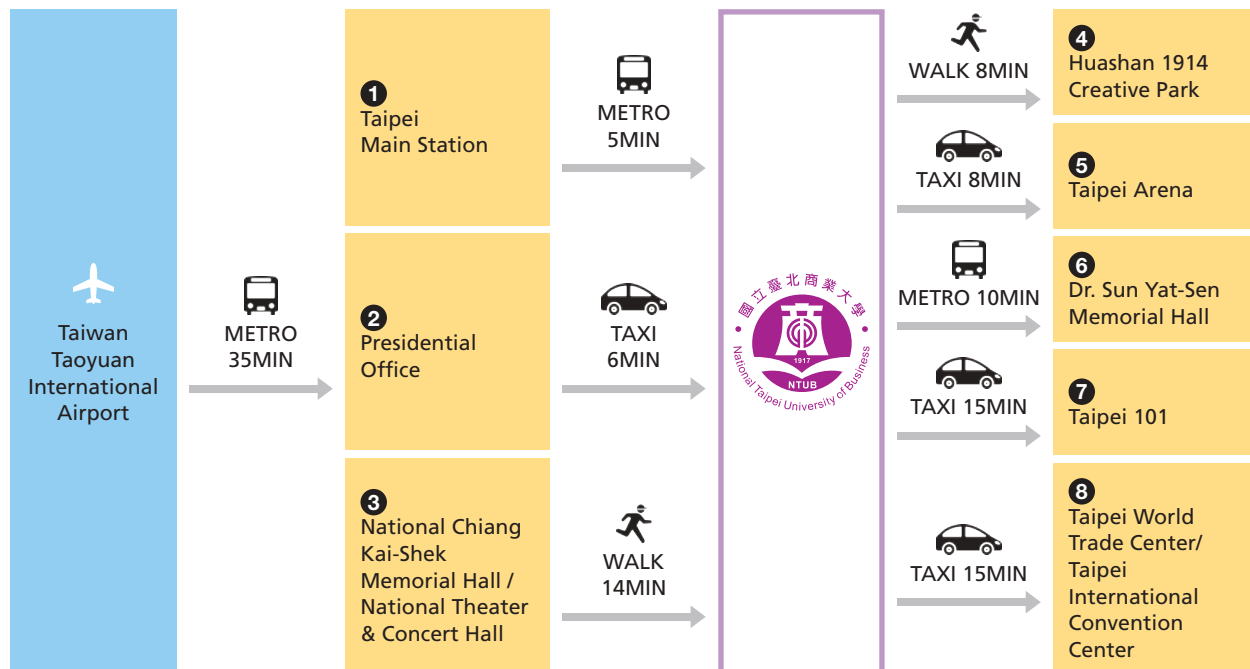 Taiwan
Taoyuan
International
Airport
METRO
35MIN
1
Taipei
Main Station
2
Presidential
Office
3
National Chiang
Kai-Shek
Memorial Hall /
National Theater
& Concert Hall
METRO
5MIN
TAXI
6MIN
WALK
14MIN
國立臺北商業大學
1917
NTUB
National Taipei University of Business
WALK 8MIN
TAXI 8MIN
METRO 10MIN
TAXI 15MIN
TAXI 15MIN
4
Huashan 1914
Creative Park
5
Taipei Arena
6
Dr. Sun Yat-Sen
Memorial Hall
7
Taipei 101
8
Taipei World
Trade Center/
Taipei
International
Convention
Center